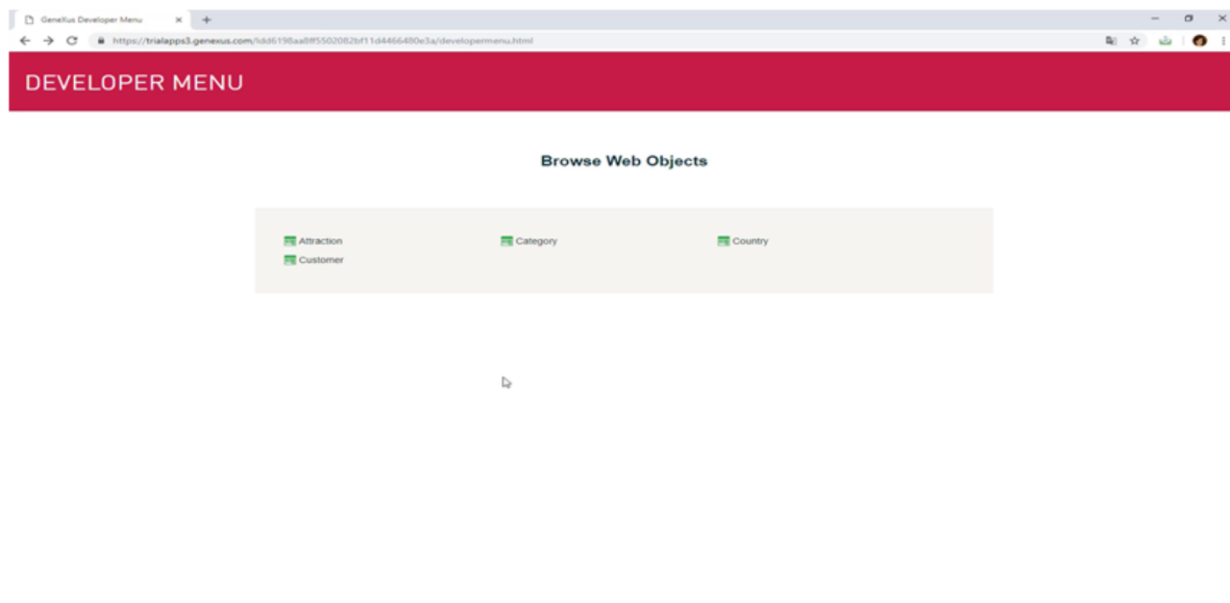 GeneXus Developer Menu
https://trialapps3.genexus.com/
DEVELOPER MENU
Browse Web Objects
Attraction
Category
Country
Customer